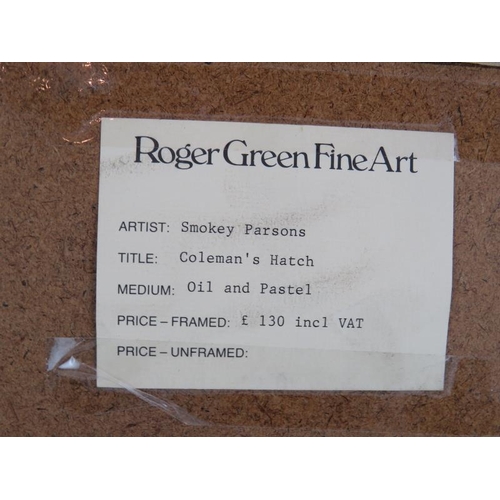 Roger Green Fine Art
ARTIST: Smokey Parsons
TITLE: Coleman's Hatch
MEDIUM: Oil and Pastel
PRICE – FRAMED: £ 130 incl VAT
PRICE – UNFRAMED: